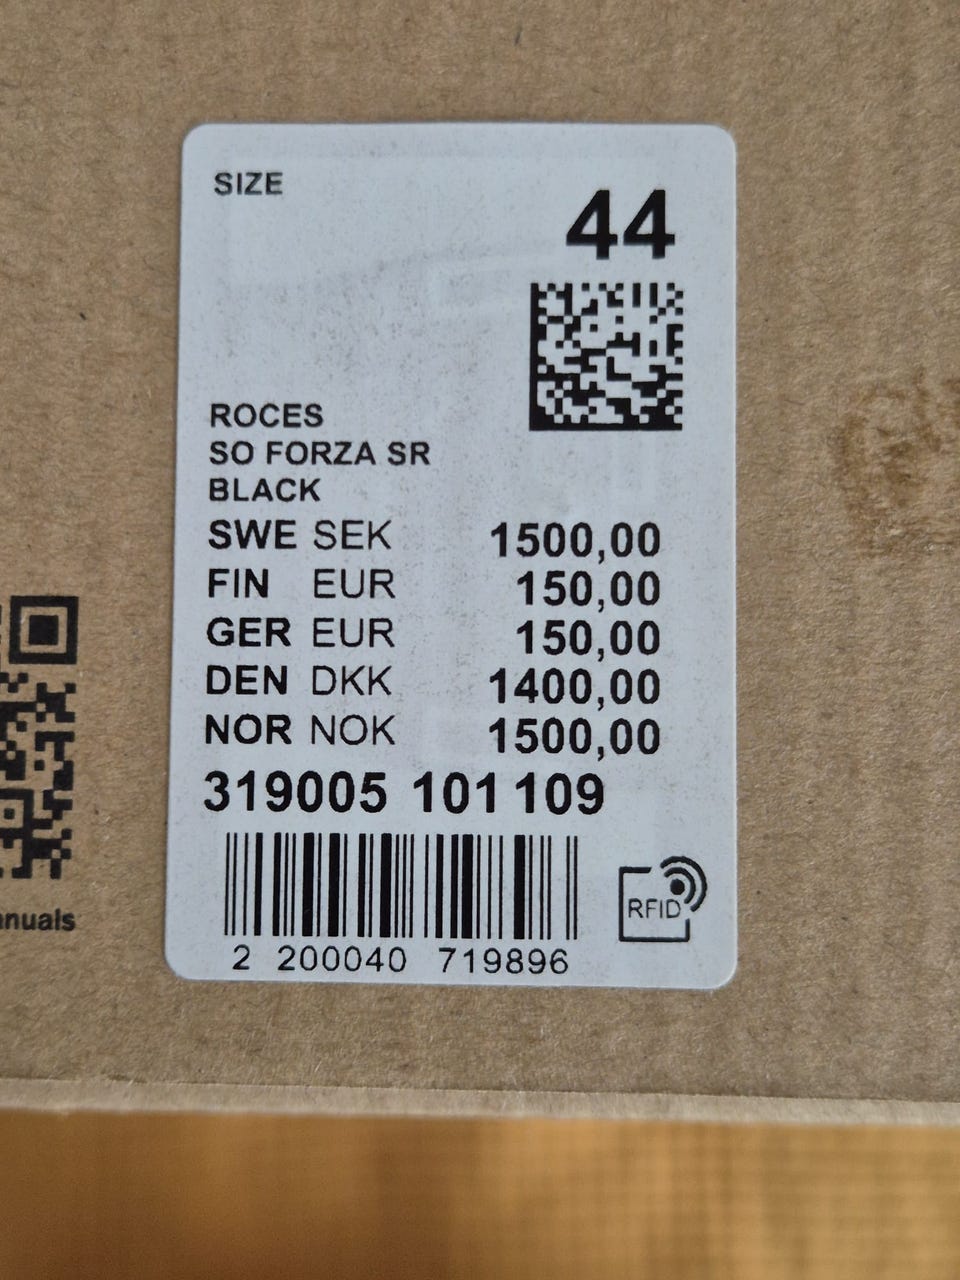 SIZE
44
ROCES
SO FORZA SR
BLACK
SWE SEK 1500,00
FIN EUR 150,00
GER EUR 150,00
DEN DKK 1400,00
NOR NOK 1500,00
319005 101 109
RFID
2 200040 719896